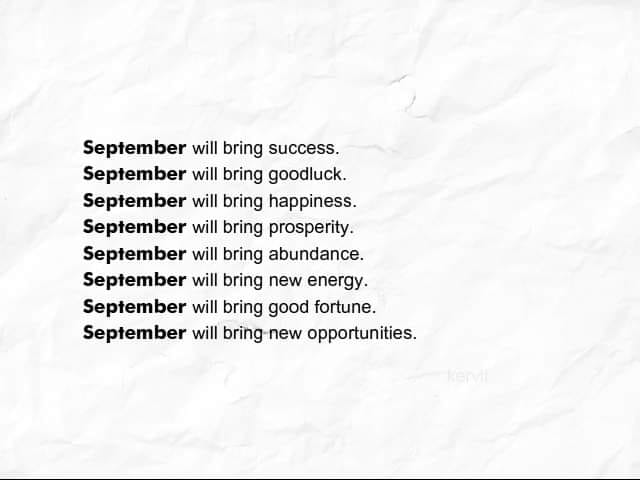 September will bring success.
September will bring goodluck.
September will bring happiness.
September will bring prosperity.
September will bring abundance.
September will bring new energy.
September will bring good fortune.
September will bring new opportunities.